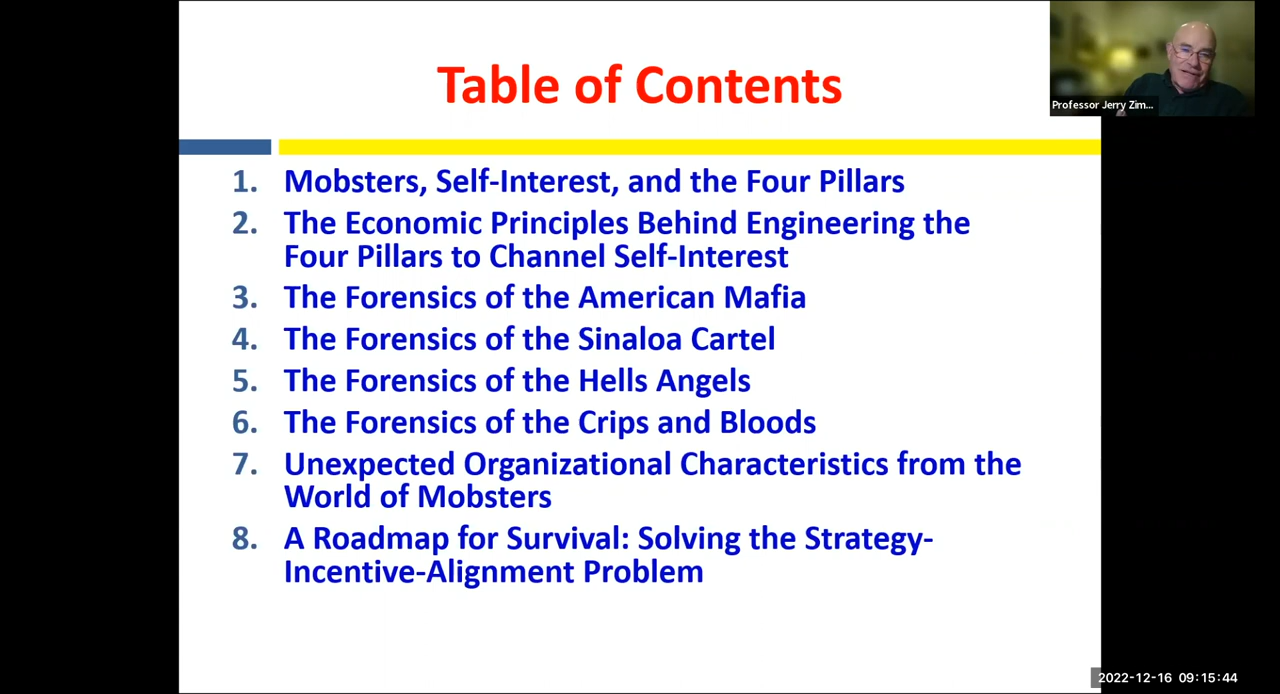 Table of Contents
Professor Jerry Zim...
1. Mobsters, Self-Interest, and the Four Pillars
2. The Economic Principles Behind Engineering the
Four Pillars to Channel Self-Interest
3. The Forensics of the American Mafia
4. The Forensics of the Sinaloa Cartel
5. The Forensics of the Hells Angels
6. The Forensics of the Crips and Bloods
7. Unexpected Organizational Characteristics from the
World of Mobsters
8. A Roadmap for Survival: Solving the Strategy-
Incentive-Alignment Problem
2022-12-16 09:15:44